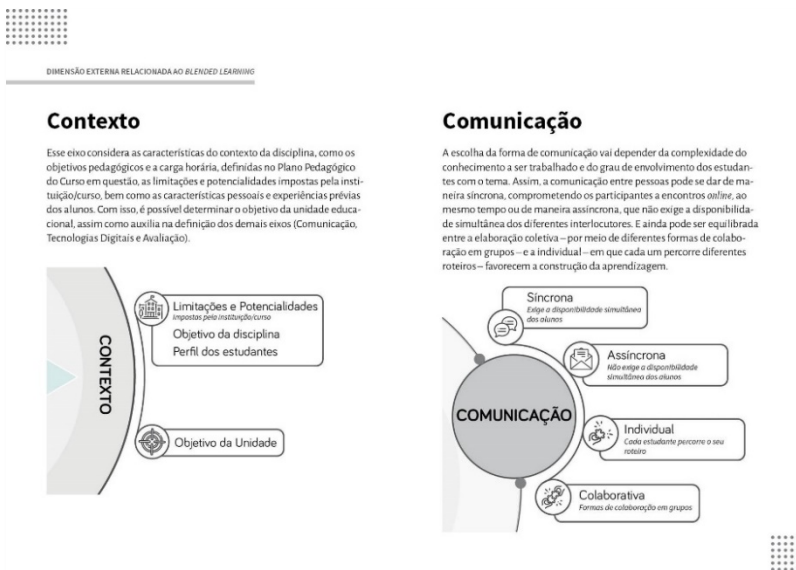 DIMENSÃO EXTERNA RELACIONADA AO BLENDED LEARNING
Contexto
Esse eixo considera as características do contexto da disciplina, como os
objetivos pedagógicos e a carga horária, definidas no Plano Pedagógico
do Curso em questão, as limitações e potencialidades impostas pela insti-
tuição/curso, bem como as características pessoais e experiências prévias
dos alunos. Com isso, é possível determinar o objetivo da unidade educa-
cional, assim como auxilia na definição dos demais eixos (Comunicação,
Tecnologias Digitais e Avaliação).
CONTEXTO
Limitações e Potencialidades
impostas pela instituição/curso
Objetivo da disciplina
Perfil dos estudantes
Objetivo da Unidade
Comunicação
A escolha da forma de comunicação vai depender da complexidade do
conhecimento a ser trabalhado e do grau de envolvimento dos estudan-
tes com o tema. Assim, a comunicação entre pessoas pode se dar de ma-
neira síncrona, comprometendo os participantes a encontros online, ao
mesmo tempo ou de maneira assíncrona, que não exige a disponibilida-
de simultânea dos diferentes interlocutores. E ainda pode ser equilibrada
entre a elaboração coletiva – por meio de diferentes formas de colabo-
ração em grupos – e a individual – em que cada um percorre diferentes
roteiros – favorecem a construção da aprendizagem.
COMUNICAÇÃO
Síncrona
Exige a disponibilidade simultânea
dos alunos
Assíncrona
Não exige a disponibilidade
simultânea dos alunos
Individual
Cada estudante percorre o seu
roteiro
Colaborativa
Formas de colaboração em grupos